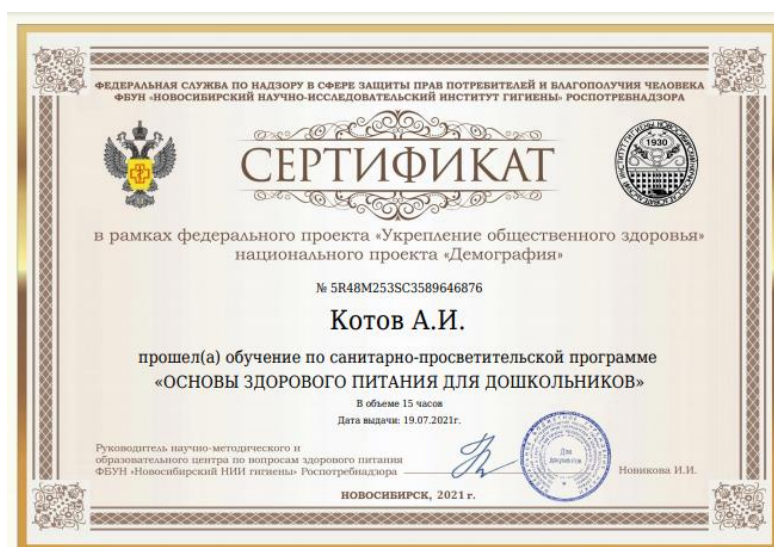 ФЕДЕРАЛЬНАЯ СЛУЖБА ПО НАДЗОРУ В СФЕРЕ ЗАЩИТЫ ПРАВ ПОТРЕБИТЕЛЕЙ И БЛАГОПОЛУЧИЯ ЧЕЛОВЕКА
ФБУН «НОВОСИБИРСКИЙ НАУЧНО-ИССЛЕДОВАТЕЛЬСКИЙ ИНСТИТУТ ГИГИЕНЫ» РОСПОТРЕБНАДЗОРА
1930
СЕРТИФИКАТ
в рамках федерального проекта «Укрепление общественного здоровья»
национального проекта «Демография»
№ 5R48M253SC3589646876
Котов А.И.
прошел(а) обучение по санитарно-просветительской программе
«ОСНОВЫ ЗДОРОВОГО ПИТАНИЯ ДЛЯ ДОШКОЛЬНИКОВ»
В объеме 15 часов
Дата выдачи: 19.07.2021г.
Руководитель научно-методического и
образовательного центра по вопросам здорового питания
ФБУН «Новосибирский НИИ гигиены» Роспотребнадзора
Для
документов
Новикова И.И.
НОВОСИБИРСК, 2021 г.